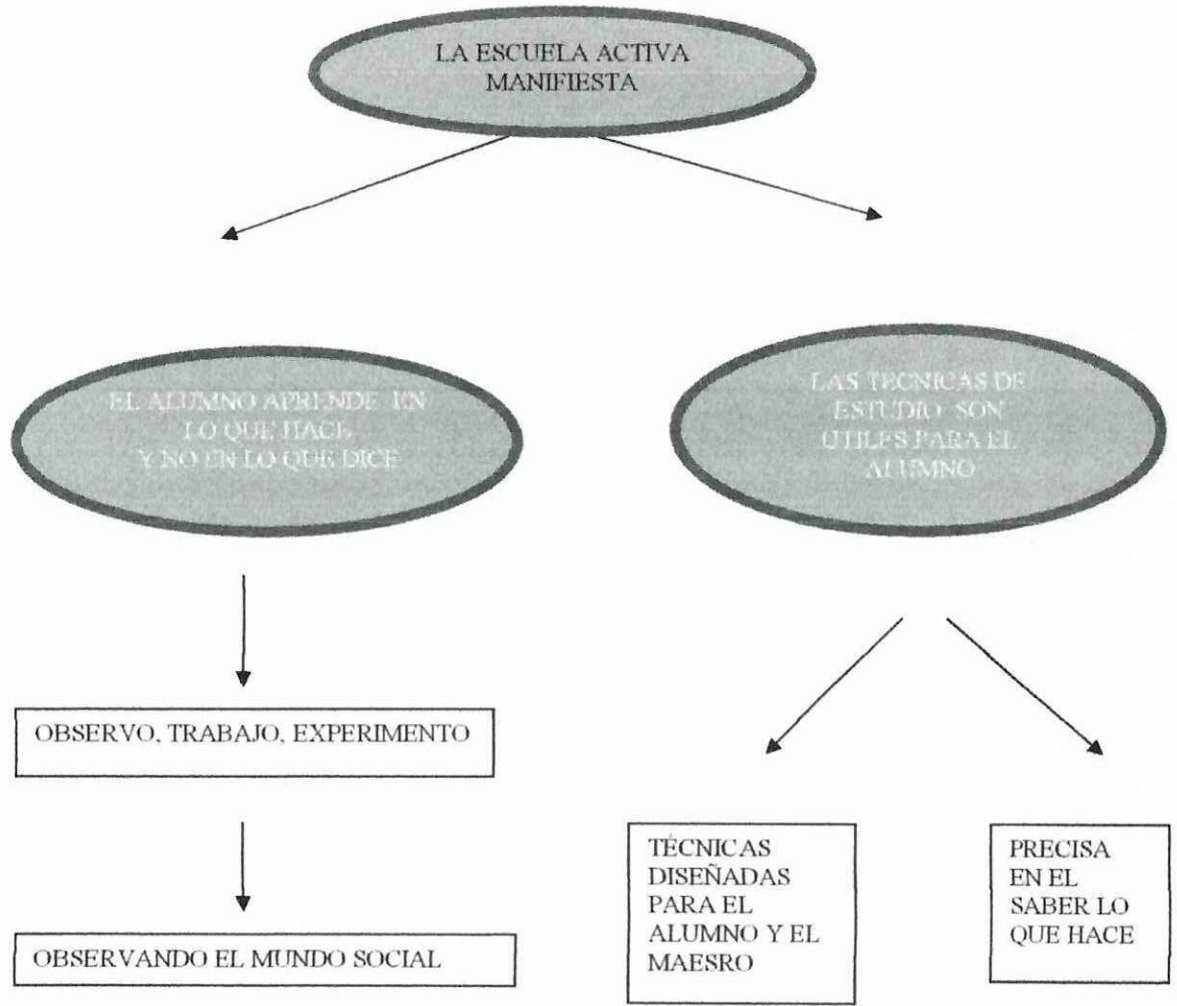 LA ESCUELA ACTIVA
MANIFIESTA
EL ALUMNO APRENDE EN
LO QUE HACE
Y NO EN LO QUE DICE
LAS TECNICAS DE
ESTUDIO SON
UTILES PARA EL
ALUMNO
OBSERVO, TRABAJO, EXPERIMENTO
OBSERVANDO EL MUNDO SOCIAL
TÉCNICAS
DISEÑADAS
PARA EL
ALUMNO Y EL
MAESRO
PRECISA
EN EL
SABER LO
QUE HACE